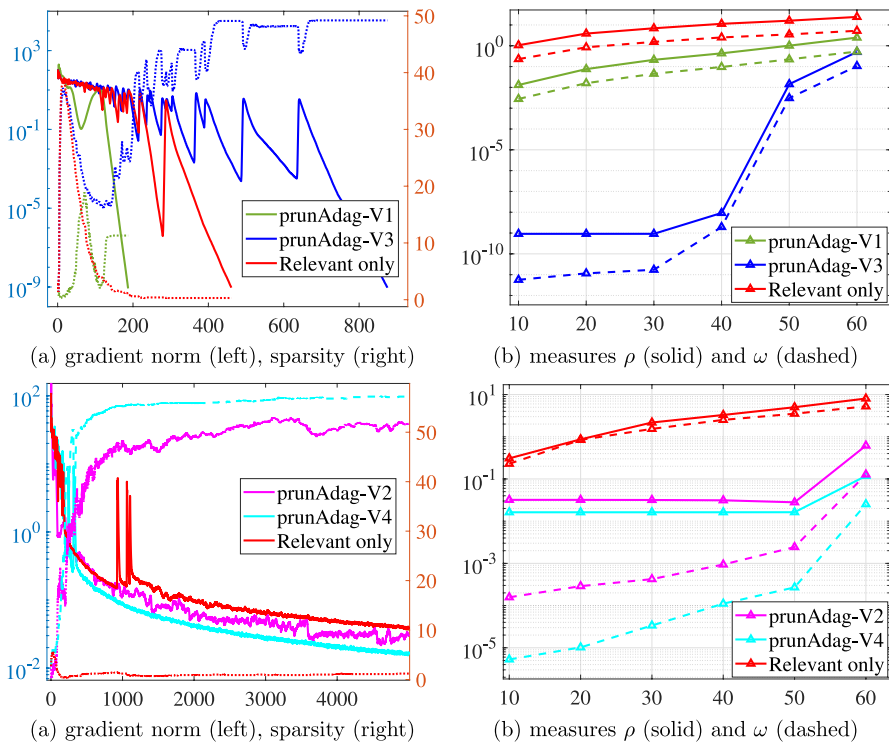 10^3
10^-1
10^-5
10^-9
50
40
30
20
10
0
0 200 400 600 800
prunAdag-V1
prunAdag-V3
Relevant only
(a) gradient norm (left), sparsity (right)
10^0
10^-5
10^-10
10 20 30 40 50 60
prunAdag-V1
prunAdag-V3
Relevant only
(b) measures ρ (solid) and ω (dashed)
10^2
10^0
10^-2
50
40
30
20
10
0
0 1000 2000 3000 4000
prunAdag-V2
prunAdag-V4
Relevant only
(a) gradient norm (left), sparsity (right)
10^1
10^-1
10^-3
10^-5
10 20 30 40 50 60
prunAdag-V2
prunAdag-V4
Relevant only
(b) measures ρ (solid) and ω (dashed)